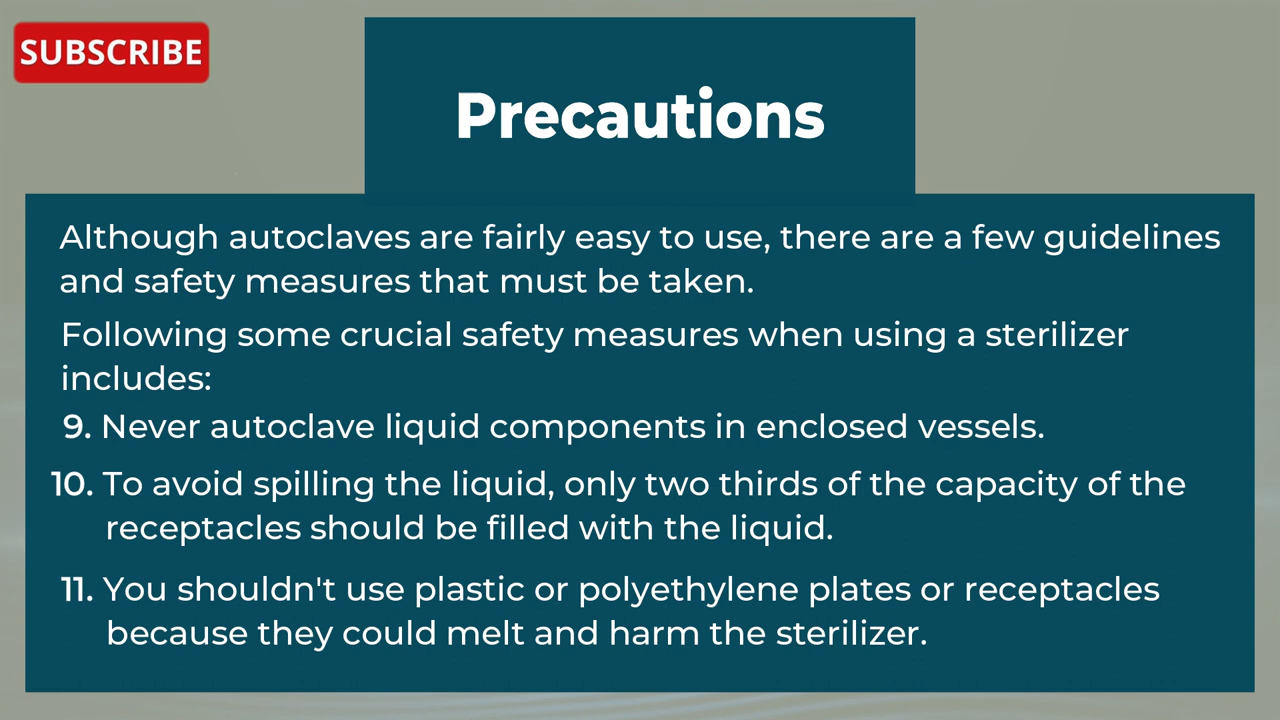 SUBSCRIBE
Precautions
Although autoclaves are fairly easy to use, there are a few guidelines
and safety measures that must be taken.
Following some crucial safety measures when using a sterilizer
includes:
9. Never autoclave liquid components in enclosed vessels.
10. To avoid spilling the liquid, only two thirds of the capacity of the
receptacles should be filled with the liquid.
11. You shouldn't use plastic or polyethylene plates or receptacles
because they could melt and harm the sterilizer.